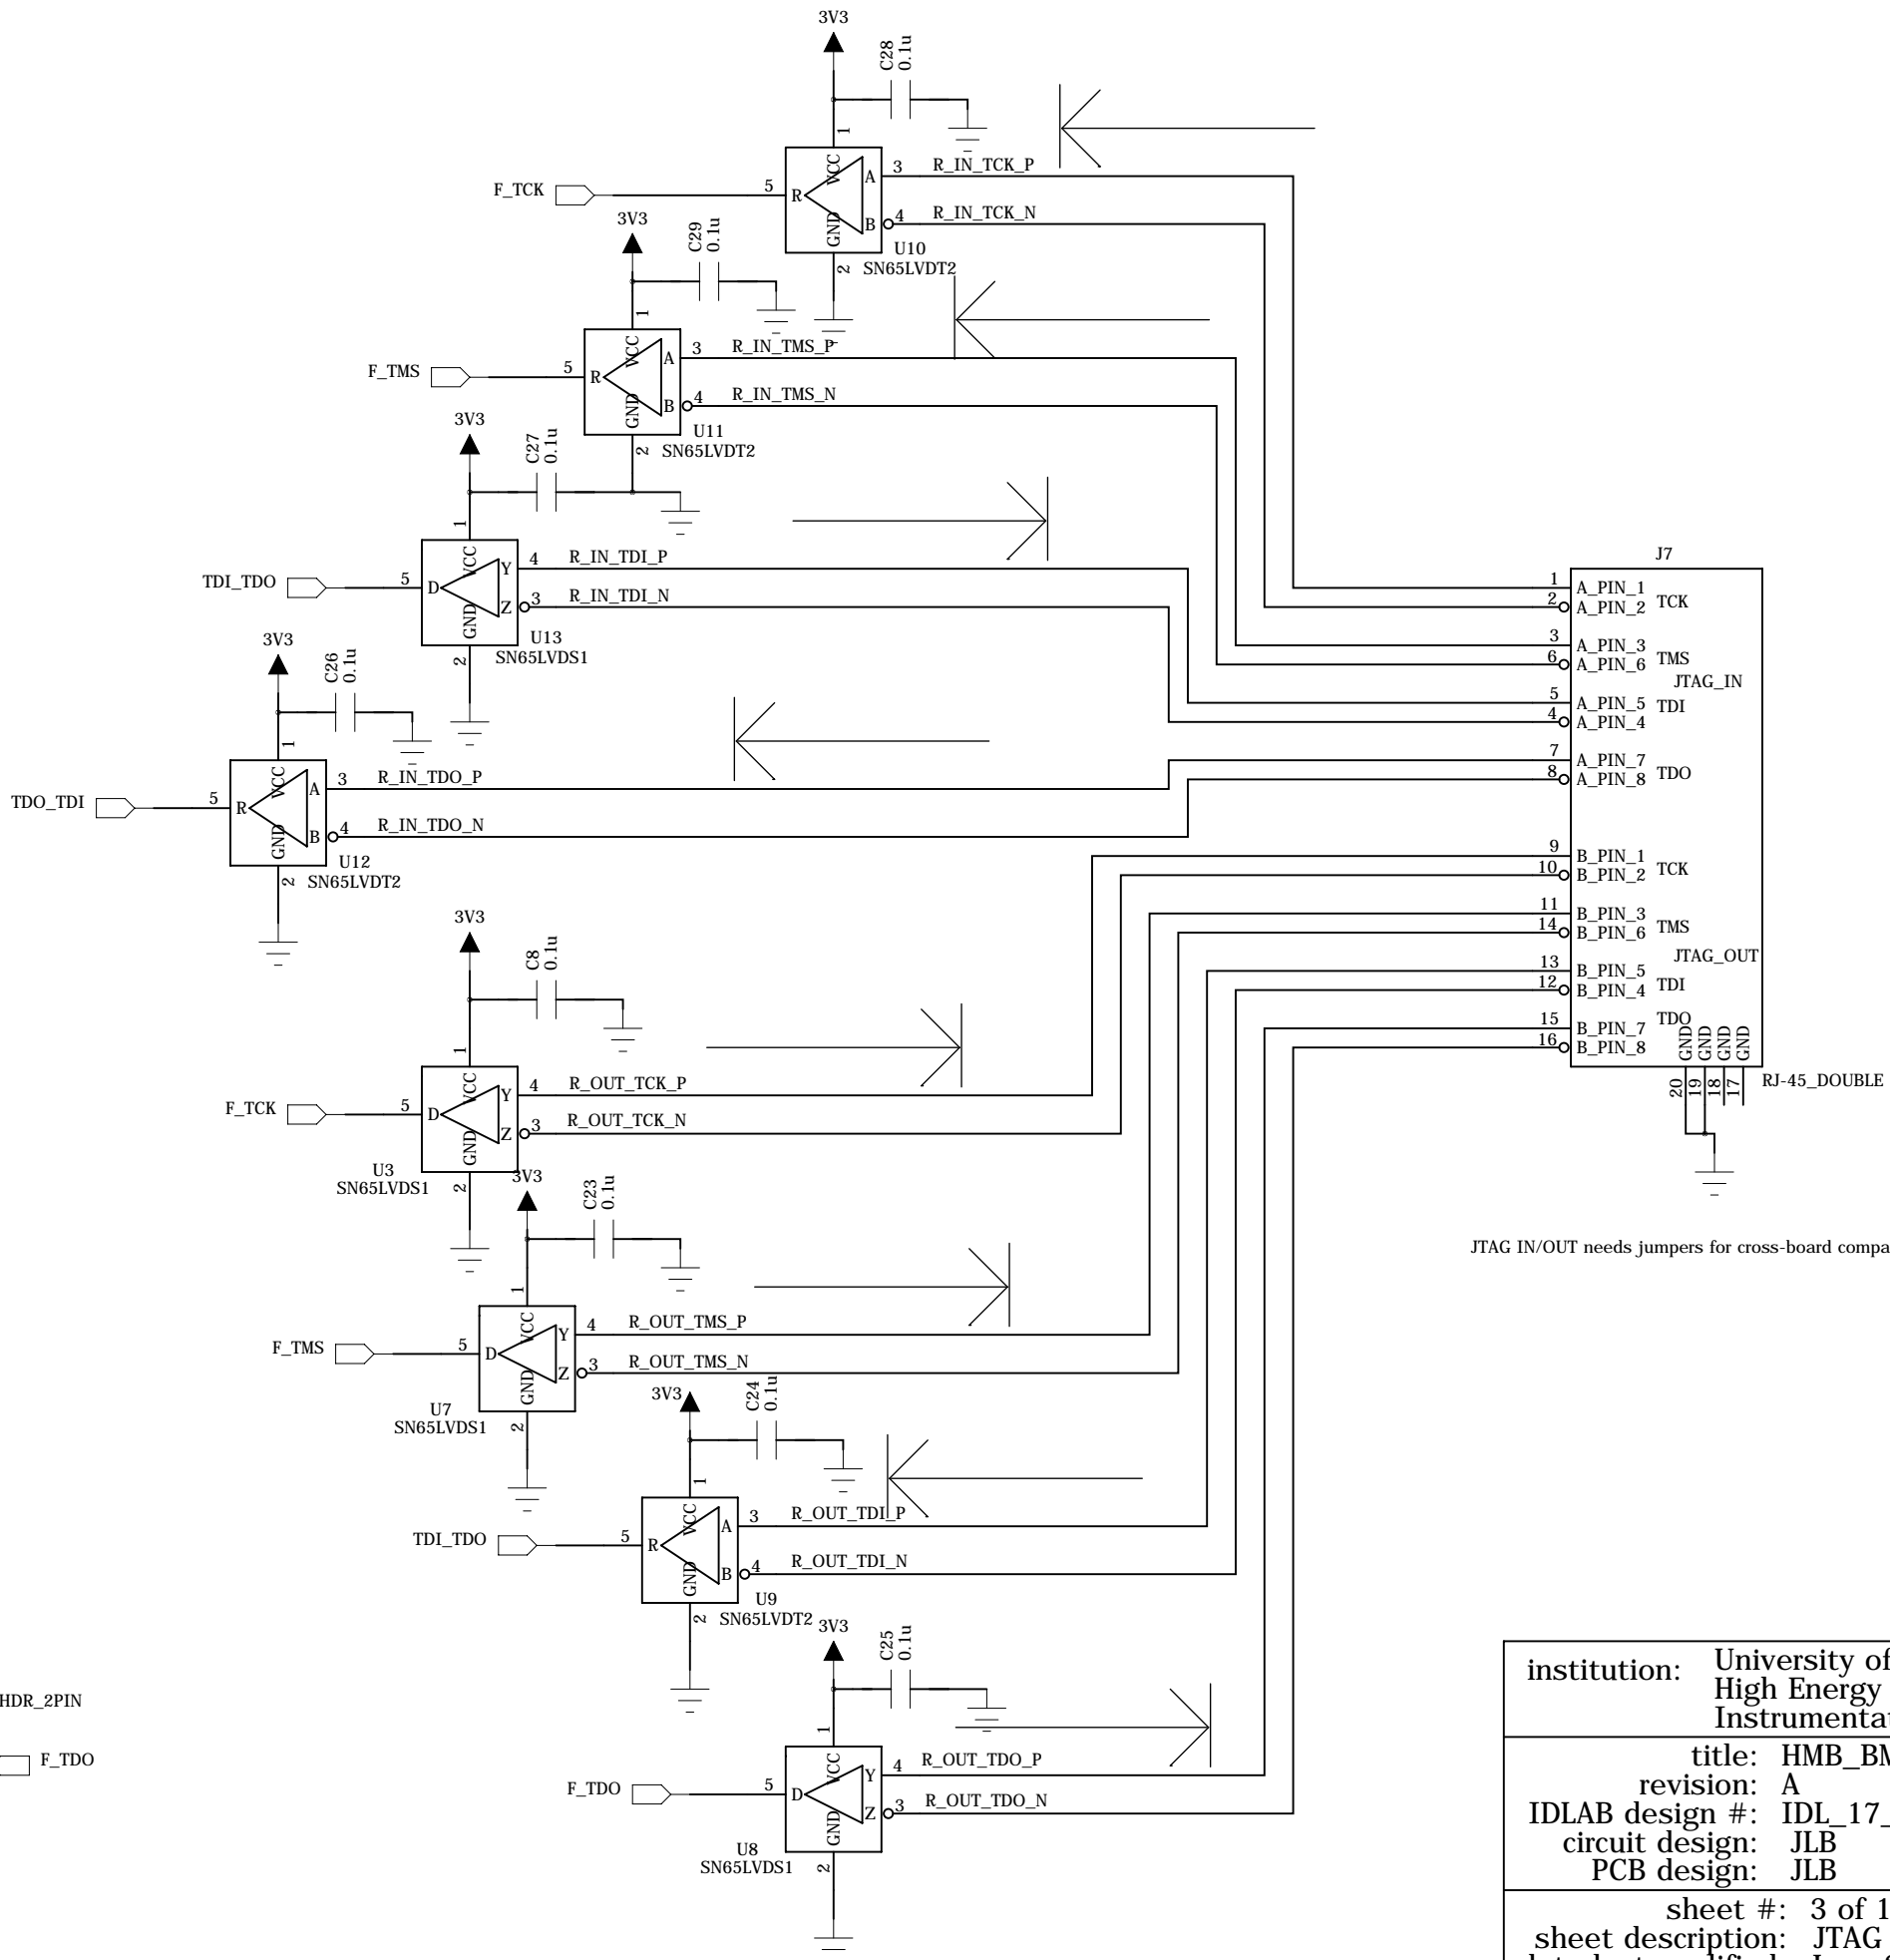 3V3
C28
0.1u
1
VCC
3 R_IN_TCK_P
A
F_TCK
5
R
4 R_IN_TCK_N
B
GND
U10
2
SN65LVDT2
3V3
C29
0.1u
1
VCC
3 R_IN_TMS_P
A
F_TMS
5
R
4 R_IN_TMS_N
B
GND
U11
2
SN65LVDT2
3V3
C27
0.1u
1
VCC
4 R_IN_TDI_P
Y
TDI_TDO
5
D
3 R_IN_TDI_N
Z
GND
U13
2
SN65LVDS1
3V3
C26
0.1u
1
VCC
3 R_IN_TDO_P
A
TDO_TDI
5
R
4 R_IN_TDO_N
B
GND
U12
2
SN65LVDT2
J7
1 A_PIN_1
TCK
2 A_PIN_2
3 A_PIN_3
TMS
6 A_PIN_6
JTAG_IN
5 A_PIN_5
TDI
4 A_PIN_4
7 A_PIN_7
TDO
8 A_PIN_8
9 B_PIN_1
TCK
10 B_PIN_2
11 B_PIN_3
TMS
14 B_PIN_6
JTAG_OUT
13 B_PIN_5
TDI
12 B_PIN_4
TDO
15 B_PIN_7
16 B_PIN_8
GND GND GND GND
20 19 18 17
RJ-45_DOUBLE
3V3
C8
0.1u
1
VCC
4 R_OUT_TCK_P
Y
F_TCK
5
D
3 R_OUT_TCK_N
Z
GND
U3
2
SN65LVDS1
3V3
C23
0.1u
JTAG IN/OUT needs jumpers for cross-board compa
1
VCC
4 R_OUT_TMS_P
Y
F_TMS
5
D
3 R_OUT_TMS_N
Z
GND
U7
2
SN65LVDS1
3V3
C24
0.1u
1
VCC
3 R_OUT_TDI_P
A
TDI_TDO
5
R
4 R_OUT_TDI_N
B
GND
U9
2
SN65LVDT2
3V3
C25
0.1u
1
VCC
4 R_OUT_TDO_P
Y
F_TDO
5
D
3 R_OUT_TDO_N
Z
GND
U8
2
SN65LVDS1
HDR_2PIN
F_TDO
institution: University of
High Energy
Instrumenta
title: HMB_BM
revision: A
IDLAB design #: IDL_17_
circuit design: JLB
PCB design: JLB
sheet #: 3 of 1
sheet description: JTAG